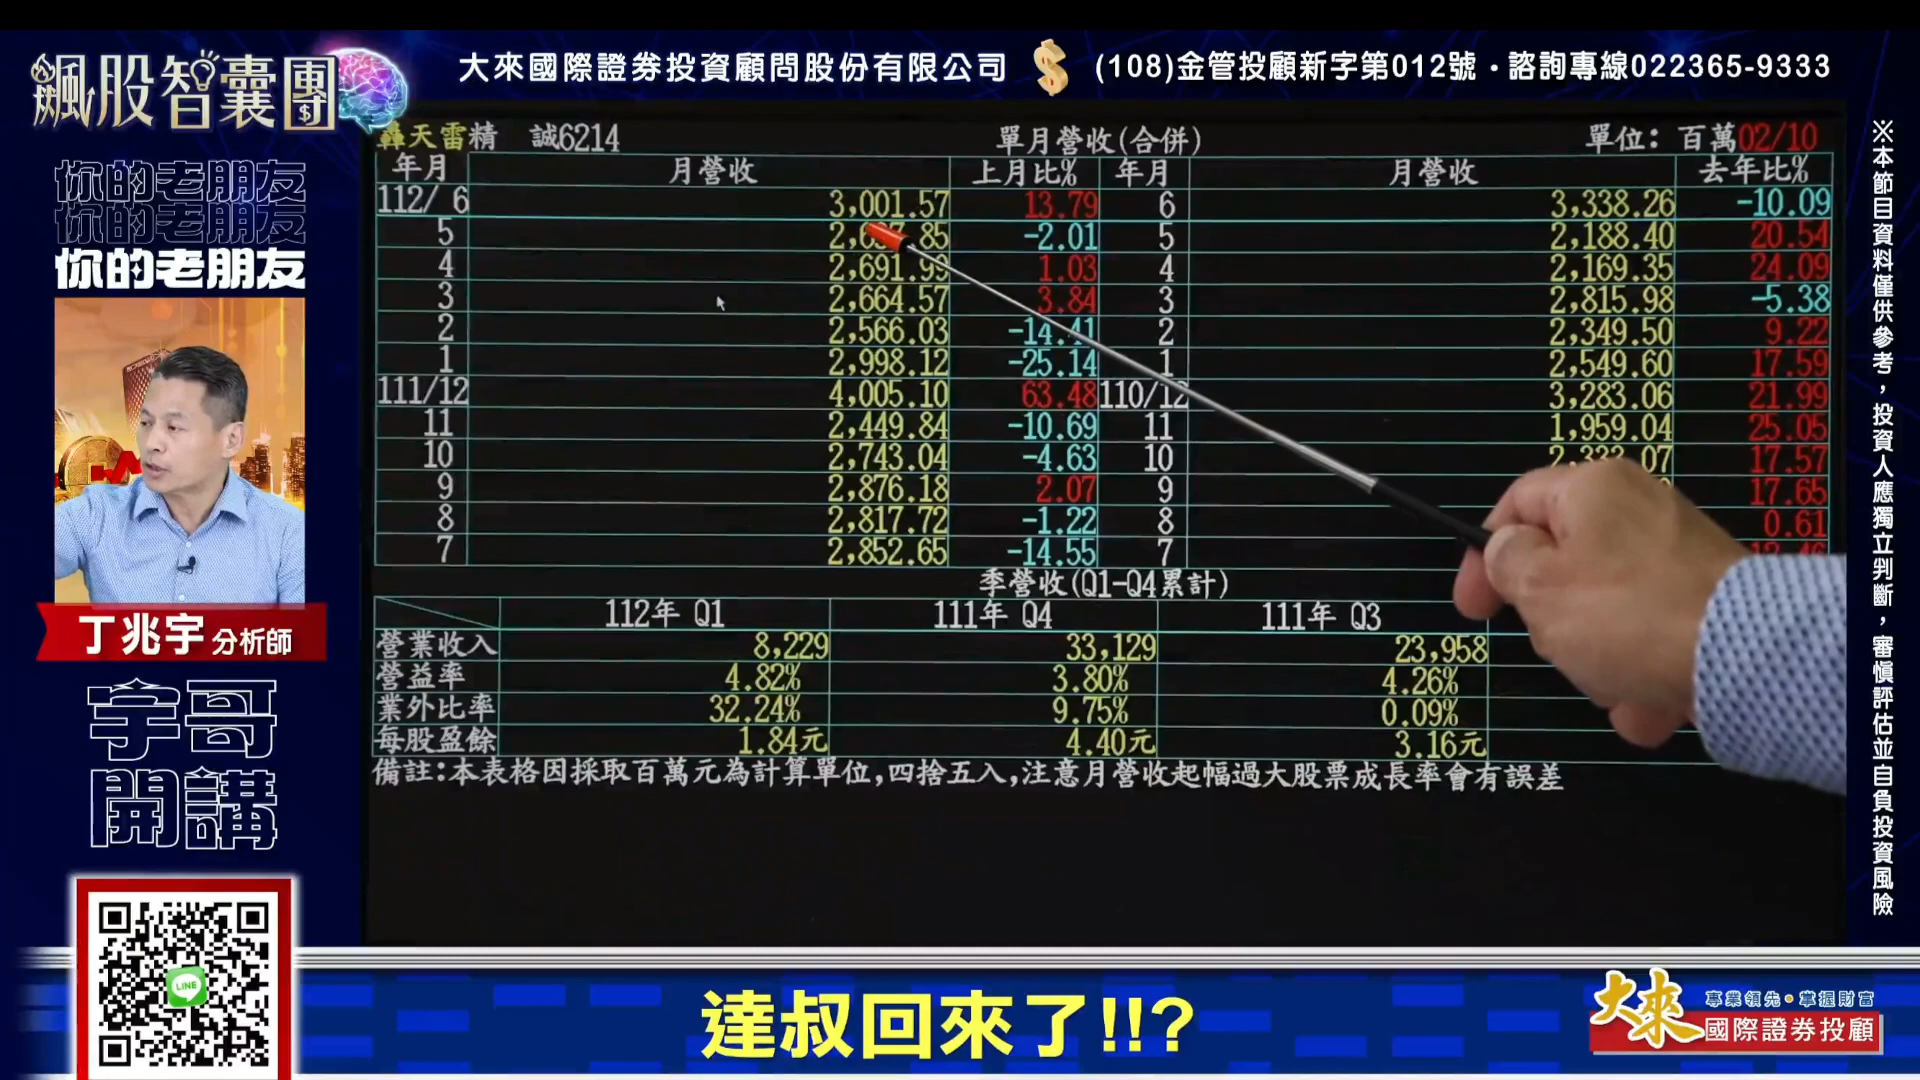 飆股智囊團
大來國際證券投資顧問股份有限公司 (108)金管投顧新字第012號・諮詢專線022365-9333
你的老朋友
你的老朋友
你的老朋友
丁兆宇 分析師
宇哥
開講
LINE
轟天雷精 誠6214 單月營收(合併) 單位: 百萬02/10
年月 月營收 上月比% 年月 月營收 去年比%
112/ 6 3,001.57 13.79 6 3,338.26 -10.09
5 85 -2.01 5 2,188.40 20.54
4 2,691.99 1.03 4 2,169.35 24.09
3 2,664.57 3.84 3 2,815.98 -5.38
2 2,566.03 -14.41 2 2,349.50 9.22
1 2,998.12 -25.14 1 2,549.60 17.59
111/12 4,005.10 63.48 110/12 3,283.06 21.99
11 2,449.84 -10.69 11 1,959.04 25.05
10 2,743.04 -4.63 10 17.57
9 2,876.18 2.07 9 17.65
8 2,817.72 -1.22 8 0.61
7 2,852.65 -14.55 7
季營收(Q1-Q4累計)
112年 Q1 111年 Q4 111年 Q3
營業收入 8,229 33,129 23,958
營益率 4.82% 3.80% 4.26%
業外比率 32.24% 9.75% 0.09%
每股盈餘 1.84元 4.40元 3.16元
備註:本表格因採取百萬元為計算單位,四捨五入,注意月營收起幅過大股票成長率會有誤差
※本節目資料僅供參考，投資人應獨立判斷，審慎評估並自負投資風險
達叔回來了!!?
大來 專業領先・掌握財富
國際證券投顧